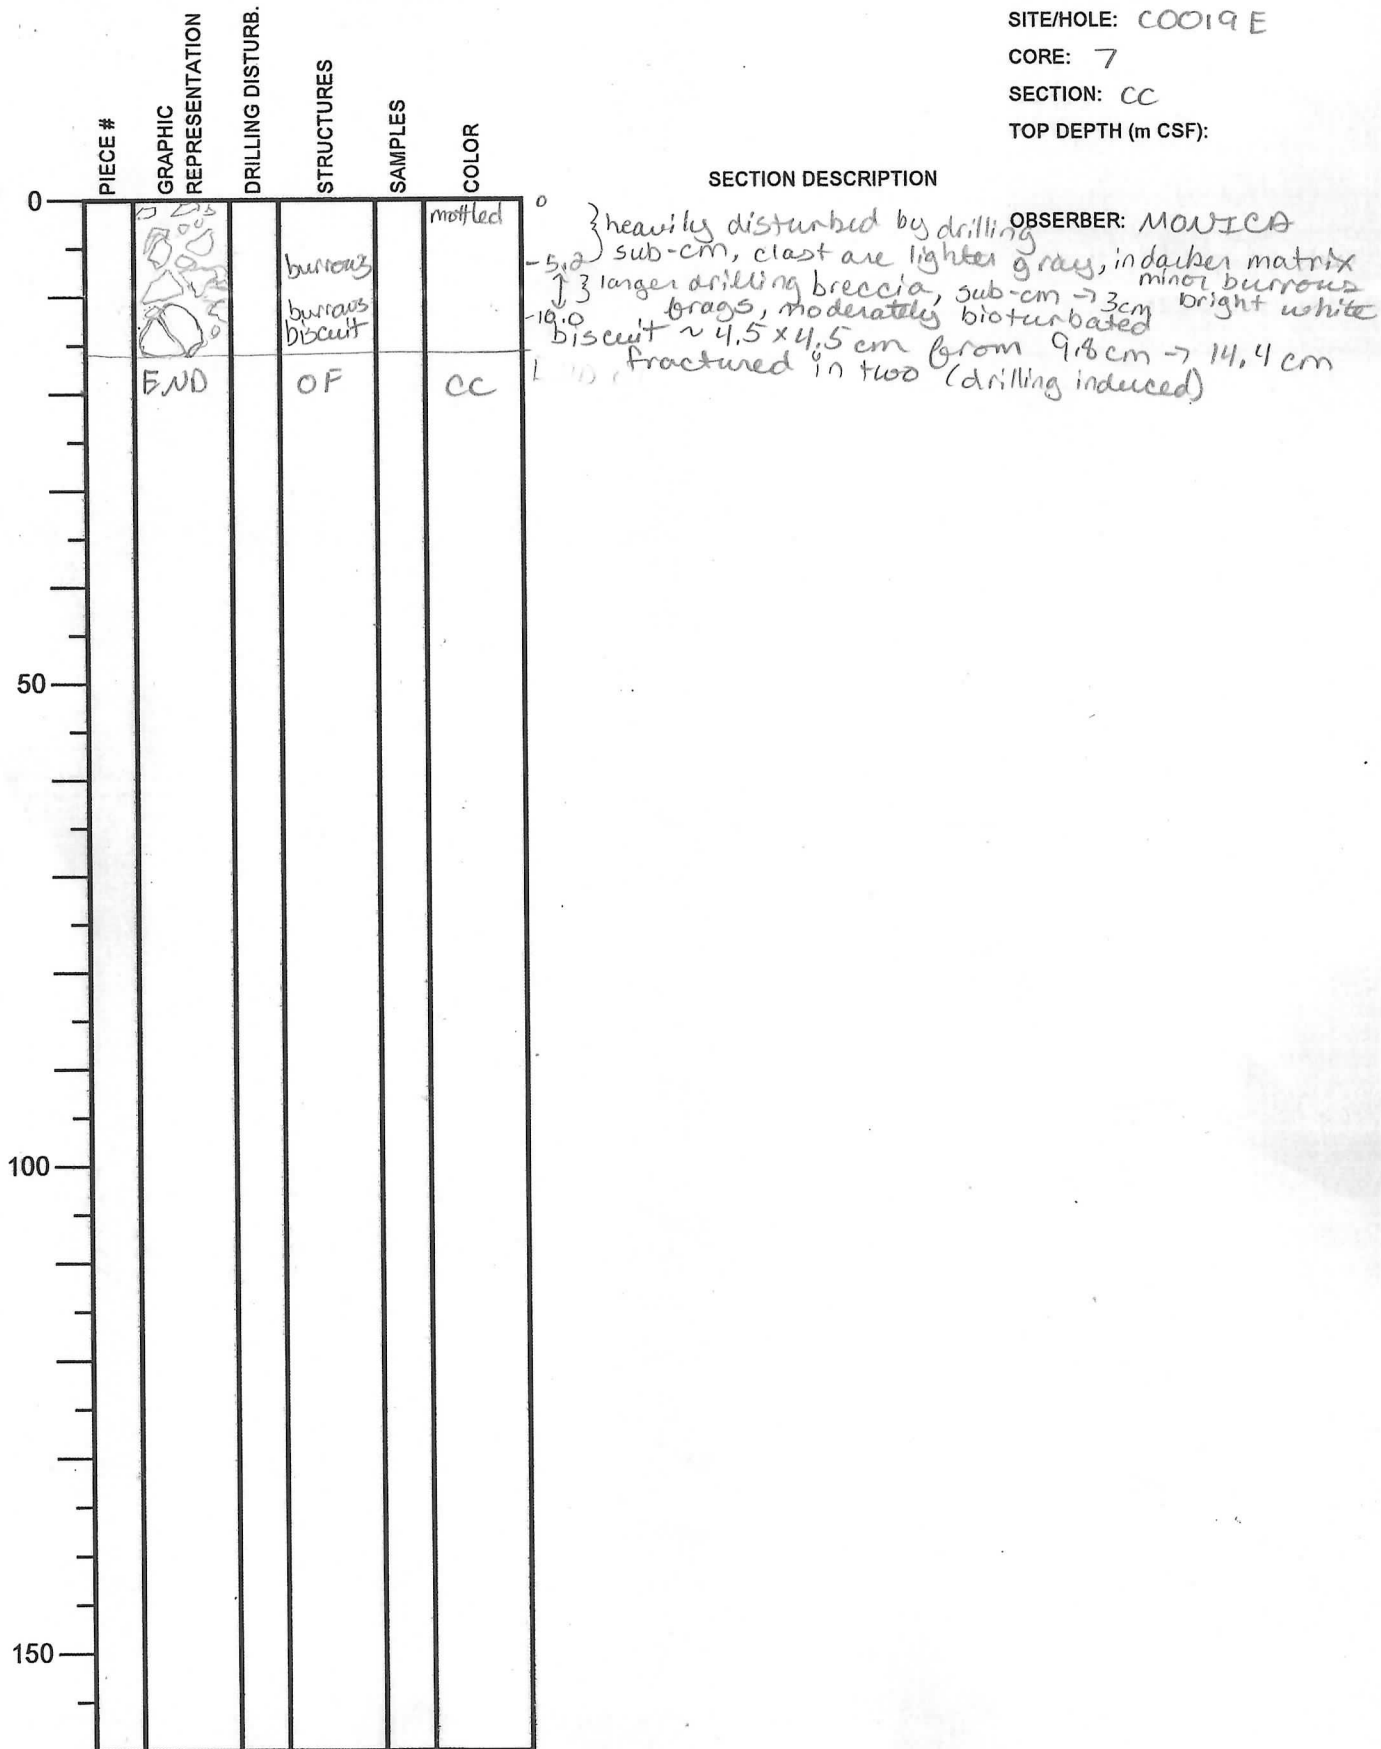 SITE/HOLE: C0019E
CORE: 7
SECTION: CC
TOP DEPTH (m CSF):
PIECE #
GRAPHIC
REPRESENTATION
DRILLING DISTURB.
STRUCTURES
SAMPLES
COLOR
SECTION DESCRIPTION
OBSERBER: MONICA
0
mottled
0
heavily disturbed by drilling
sub-cm, clast are lighter gray, in darker matrix
minor burrows
burrows
-5.2
larger drilling breccia, sub-cm → 3cm bright white
burrows
-10.0
frags, moderately bioturbated
biscuit
biscuit ~ 4.5 x 4.5 cm from 9.8 cm → 14.4 cm
fractured in two (drilling induced)
END OF CC
50
100
150